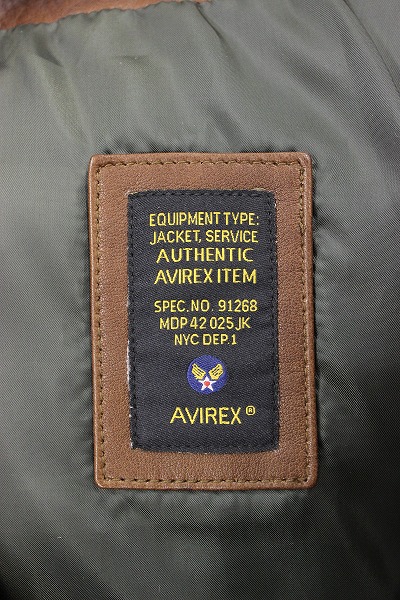 EQUIPMENT TYPE:
JACKET, SERVICE
AUTHENTIC
AVIREX ITEM
SPEC.NO. 91268
MDP 42 025 JK
NYC DEP.1
AVIREX ®